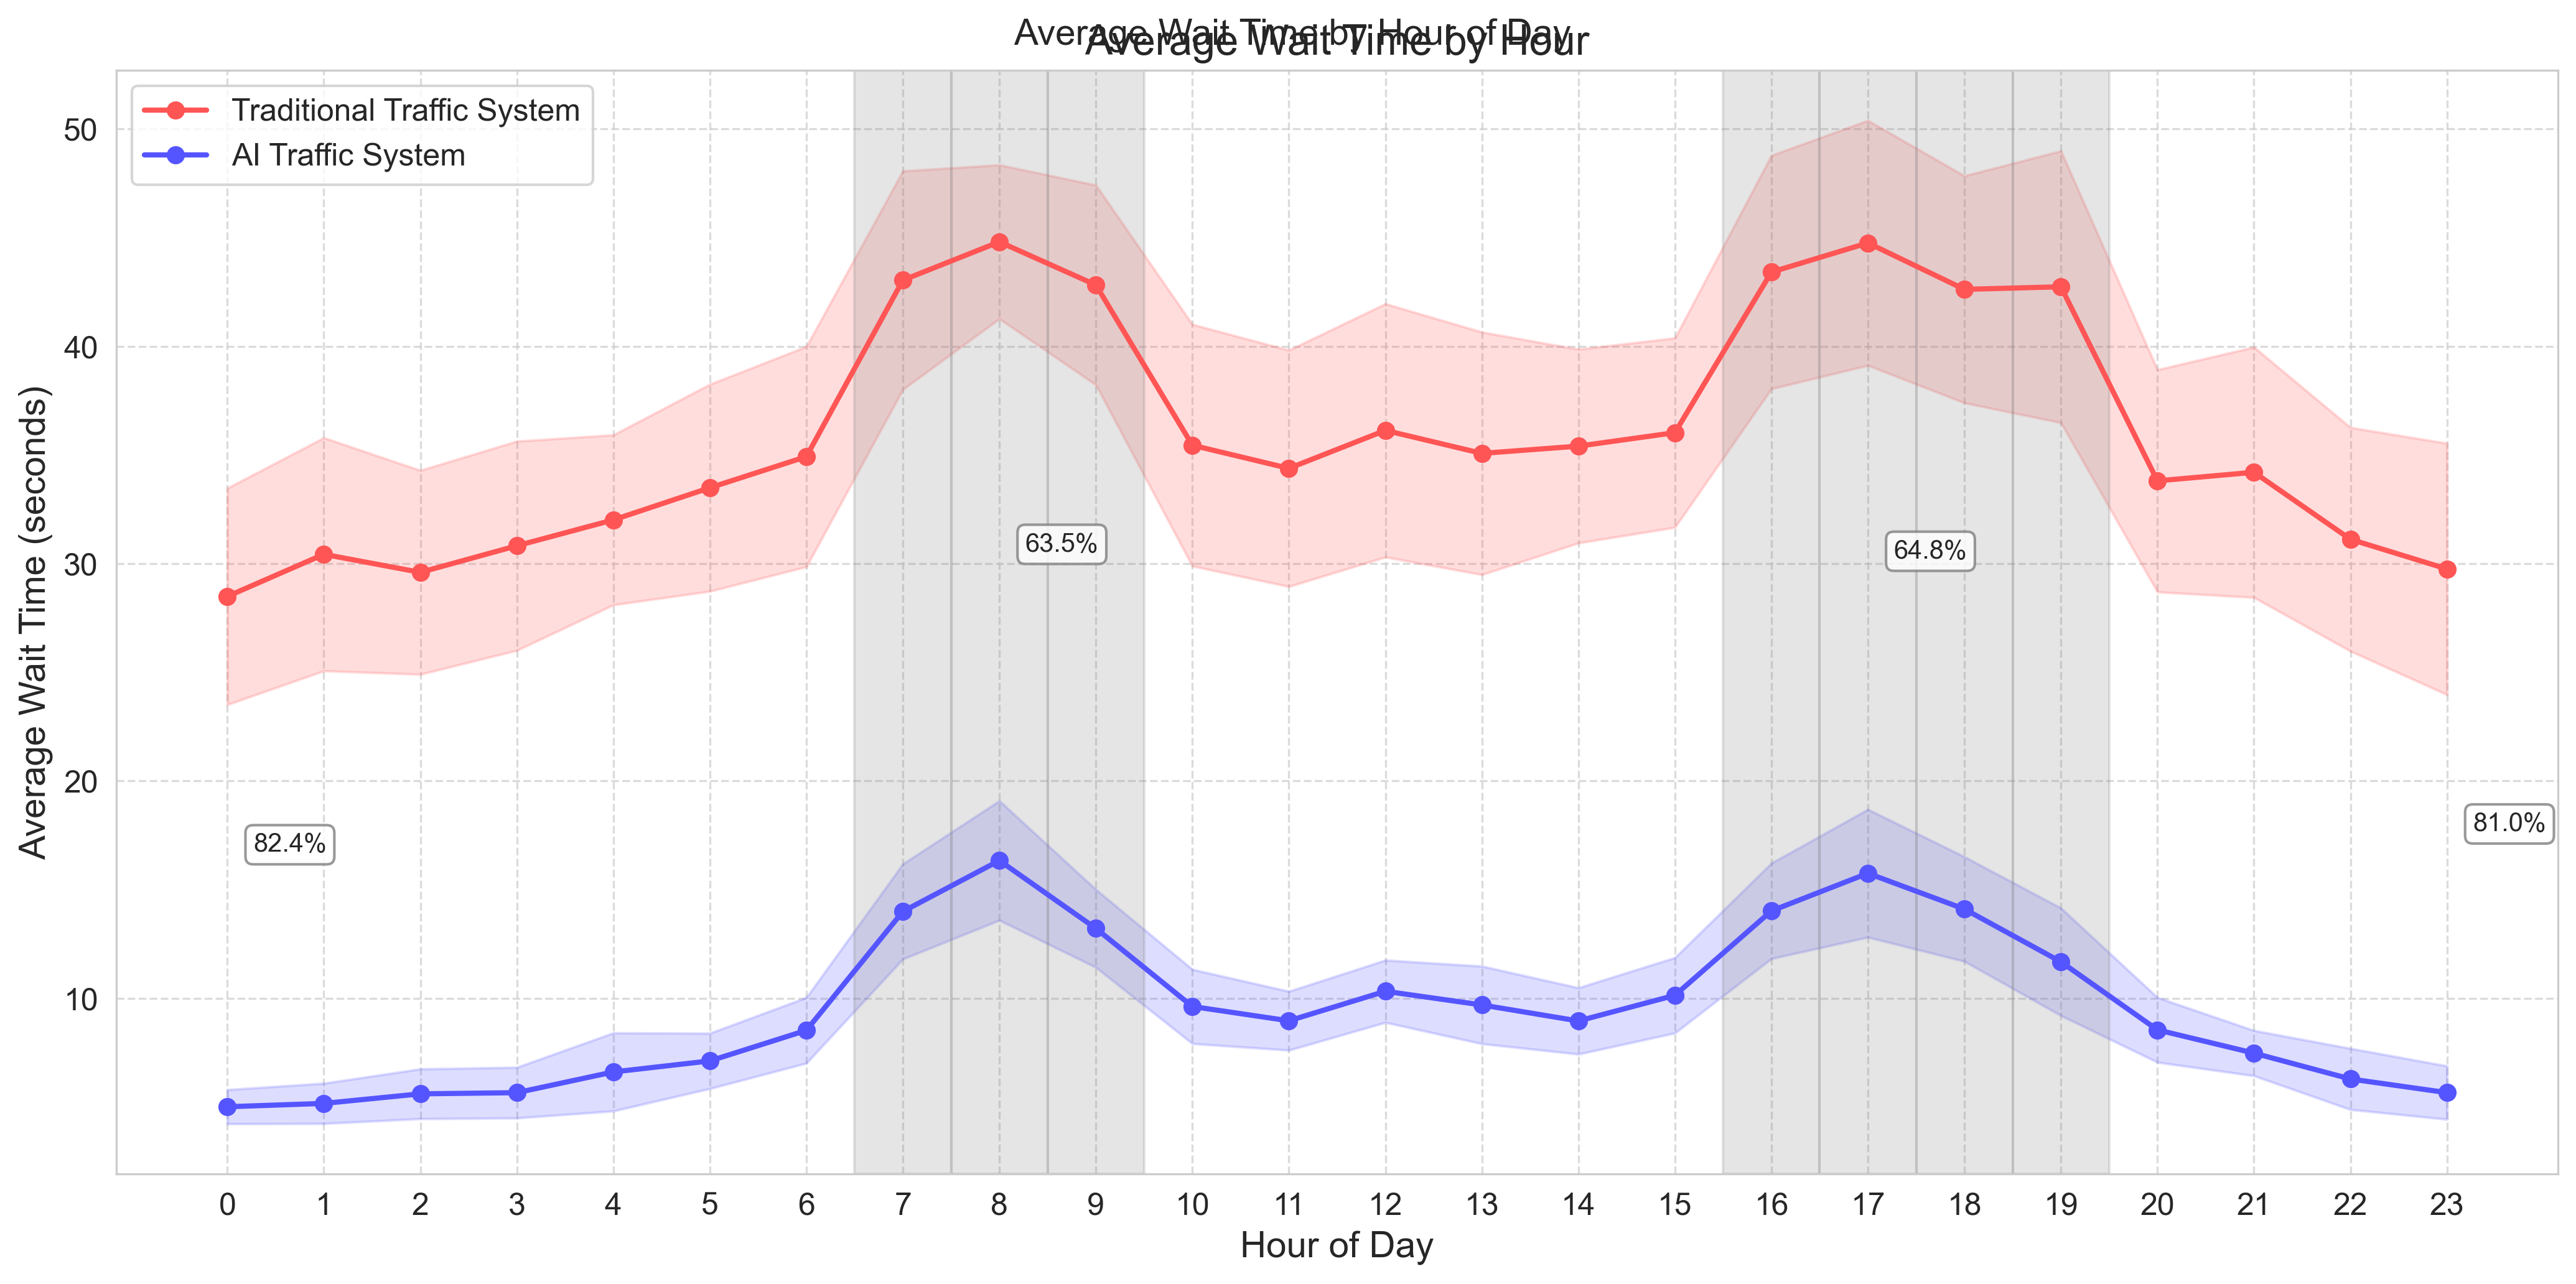 Average Wait Time by Hour of Day
Average Wait Time by Hour
Traditional Traffic System
AI Traffic System
Average Wait Time (seconds)
50
40
30
20
10
63.5%
64.8%
82.4%
81.0%
0 1 2 3 4 5 6 7 8 9 10 11 12 13 14 15 16 17 18 19 20 21 22 23
Hour of Day